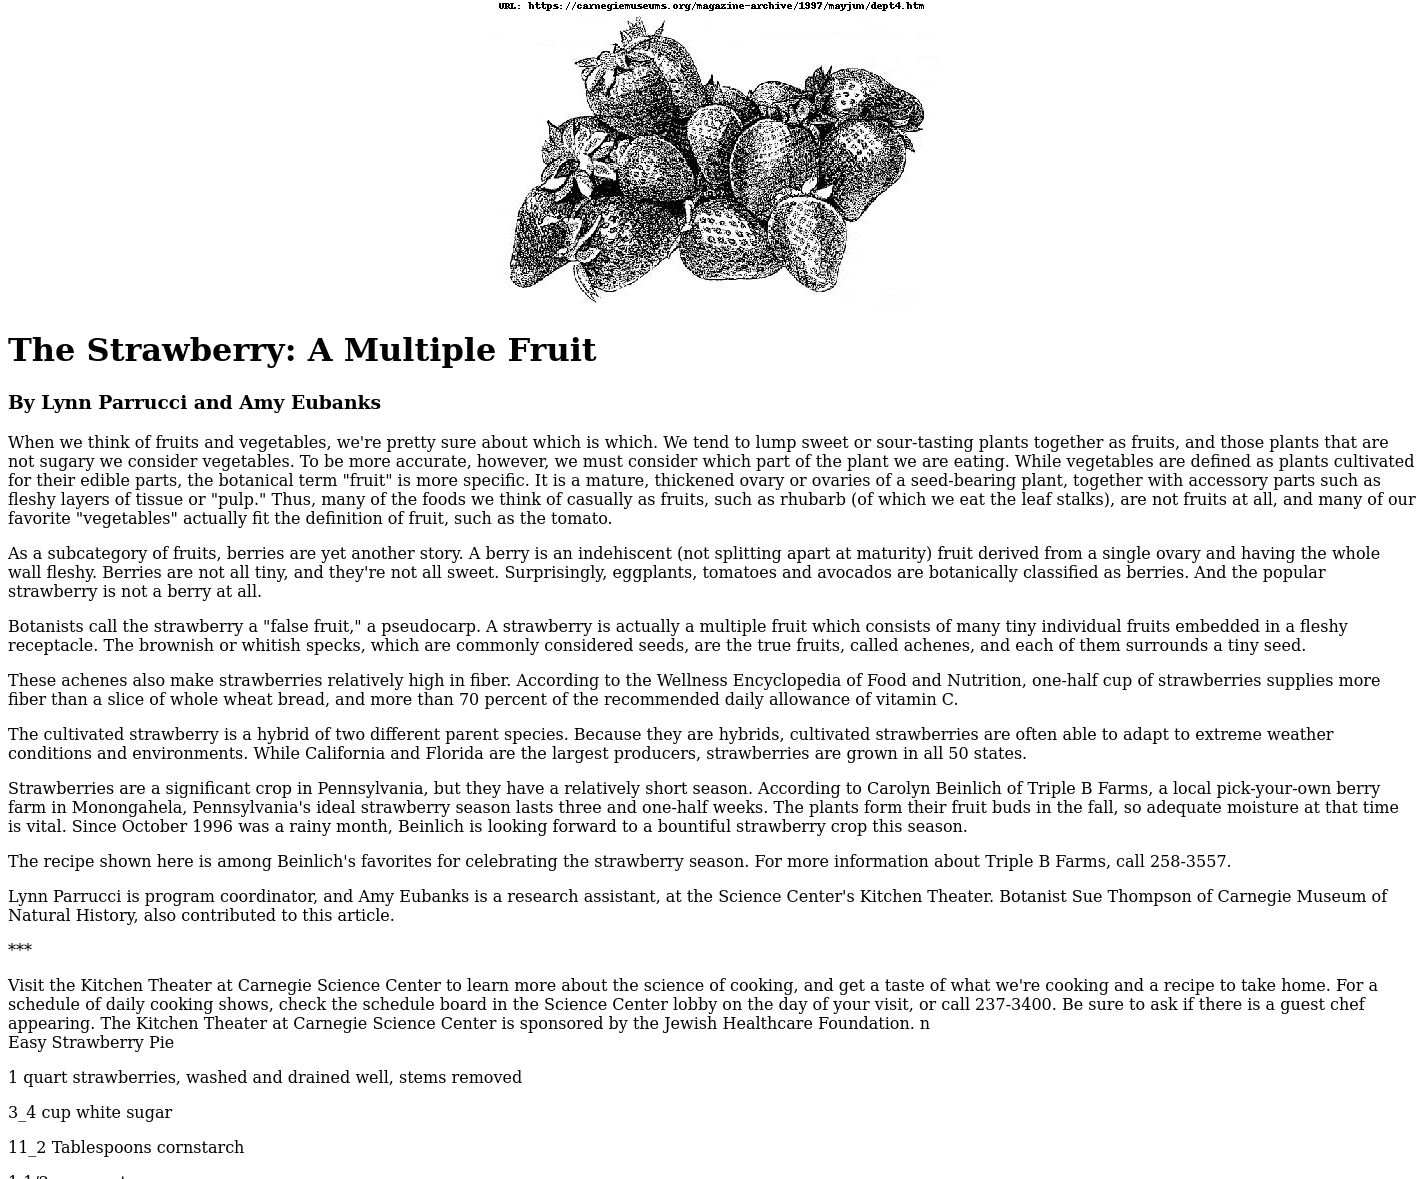 URL: https://carnegiemuseums.org/magazine-archive/1997/mayjun/dept4.htm
The Strawberry: A Multiple Fruit
By Lynn Parrucci and Amy Eubanks
When we think of fruits and vegetables, we're pretty sure about which is which. We tend to lump sweet or sour-tasting plants together as fruits, and those plants that are
not sugary we consider vegetables. To be more accurate, however, we must consider which part of the plant we are eating. While vegetables are defined as plants cultivated
for their edible parts, the botanical term "fruit" is more specific. It is a mature, thickened ovary or ovaries of a seed-bearing plant, together with accessory parts such as
fleshy layers of tissue or "pulp." Thus, many of the foods we think of casually as fruits, such as rhubarb (of which we eat the leaf stalks), are not fruits at all, and many of our
favorite "vegetables" actually fit the definition of fruit, such as the tomato.
As a subcategory of fruits, berries are yet another story. A berry is an indehiscent (not splitting apart at maturity) fruit derived from a single ovary and having the whole
wall fleshy. Berries are not all tiny, and they're not all sweet. Surprisingly, eggplants, tomatoes and avocados are botanically classified as berries. And the popular
strawberry is not a berry at all.
Botanists call the strawberry a "false fruit," a pseudocarp. A strawberry is actually a multiple fruit which consists of many tiny individual fruits embedded in a fleshy
receptacle. The brownish or whitish specks, which are commonly considered seeds, are the true fruits, called achenes, and each of them surrounds a tiny seed.
These achenes also make strawberries relatively high in fiber. According to the Wellness Encyclopedia of Food and Nutrition, one-half cup of strawberries supplies more
fiber than a slice of whole wheat bread, and more than 70 percent of the recommended daily allowance of vitamin C.
The cultivated strawberry is a hybrid of two different parent species. Because they are hybrids, cultivated strawberries are often able to adapt to extreme weather
conditions and environments. While California and Florida are the largest producers, strawberries are grown in all 50 states.
Strawberries are a significant crop in Pennsylvania, but they have a relatively short season. According to Carolyn Beinlich of Triple B Farms, a local pick-your-own berry
farm in Monongahela, Pennsylvania's ideal strawberry season lasts three and one-half weeks. The plants form their fruit buds in the fall, so adequate moisture at that time
is vital. Since October 1996 was a rainy month, Beinlich is looking forward to a bountiful strawberry crop this season.
The recipe shown here is among Beinlich's favorites for celebrating the strawberry season. For more information about Triple B Farms, call 258-3557.
Lynn Parrucci is program coordinator, and Amy Eubanks is a research assistant, at the Science Center's Kitchen Theater. Botanist Sue Thompson of Carnegie Museum of
Natural History, also contributed to this article.
***
Visit the Kitchen Theater at Carnegie Science Center to learn more about the science of cooking, and get a taste of what we're cooking and a recipe to take home. For a
schedule of daily cooking shows, check the schedule board in the Science Center lobby on the day of your visit, or call 237-3400. Be sure to ask if there is a guest chef
appearing. The Kitchen Theater at Carnegie Science Center is sponsored by the Jewish Healthcare Foundation. n
Easy Strawberry Pie
1 quart strawberries, washed and drained well, stems removed
3_4 cup white sugar
11_2 Tablespoons cornstarch